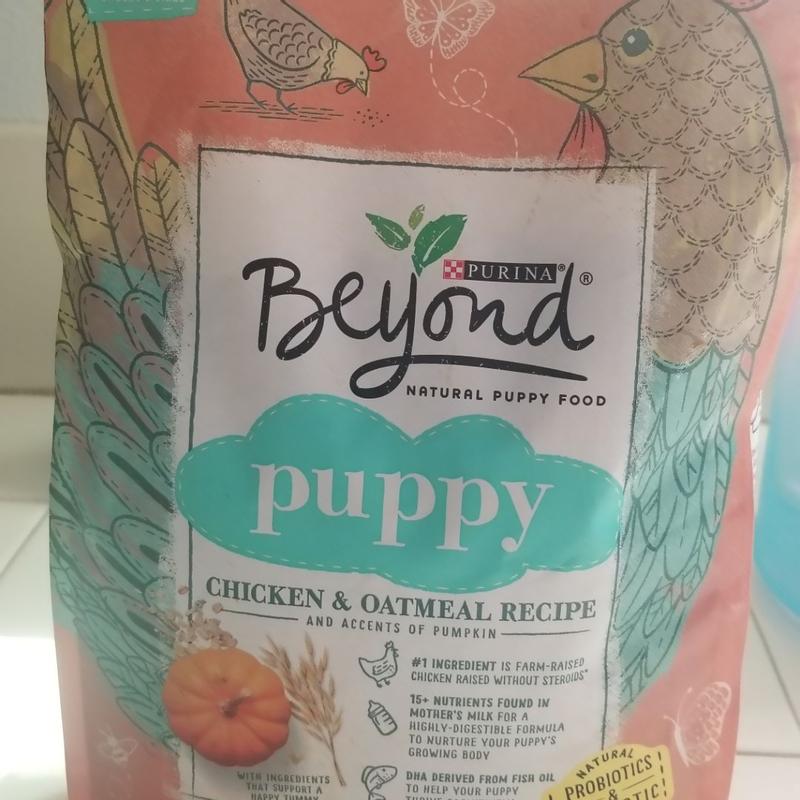 PURINA®
Beyond®
NATURAL PUPPY FOOD
puppy
CHICKEN & OATMEAL RECIPE
AND ACCENTS OF PUMPKIN
#1 INGREDIENT IS FARM-RAISED
CHICKEN RAISED WITHOUT STEROIDS*
15+ NUTRIENTS FOUND IN
MOTHER'S MILK FOR A
HIGHLY-DIGESTIBLE FORMULA
TO NURTURE YOUR PUPPY'S
GROWING BODY
DHA DERIVED FROM FISH OIL
TO HELP YOUR PUPPY
WITH INGREDIENTS
THAT SUPPORT A
HAPPY TUMMY
NATURAL
PROBIOTICS
&